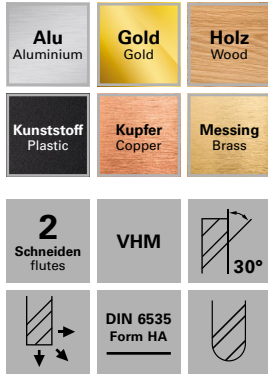 Alu
Aluminium
Gold
Gold
Holz
Wood
Kunststoff
Plastic
Kupfer
Copper
Messing
Brass
2
Schneiden
flutes
VHM
30°
DIN 6535
Form HA